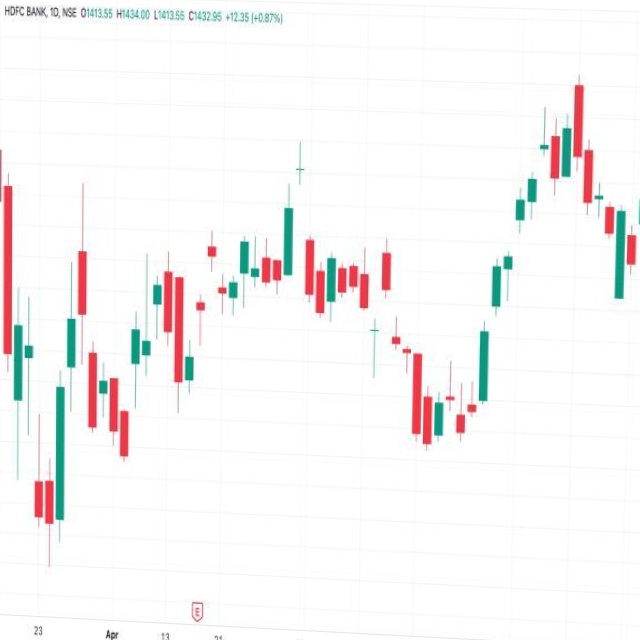 HDFC BANK, 1D, NSE O1413.55 H1434.00 L1413.55 C1432.95 +12.35 (+0.87%)
E
23 Apr 13 21